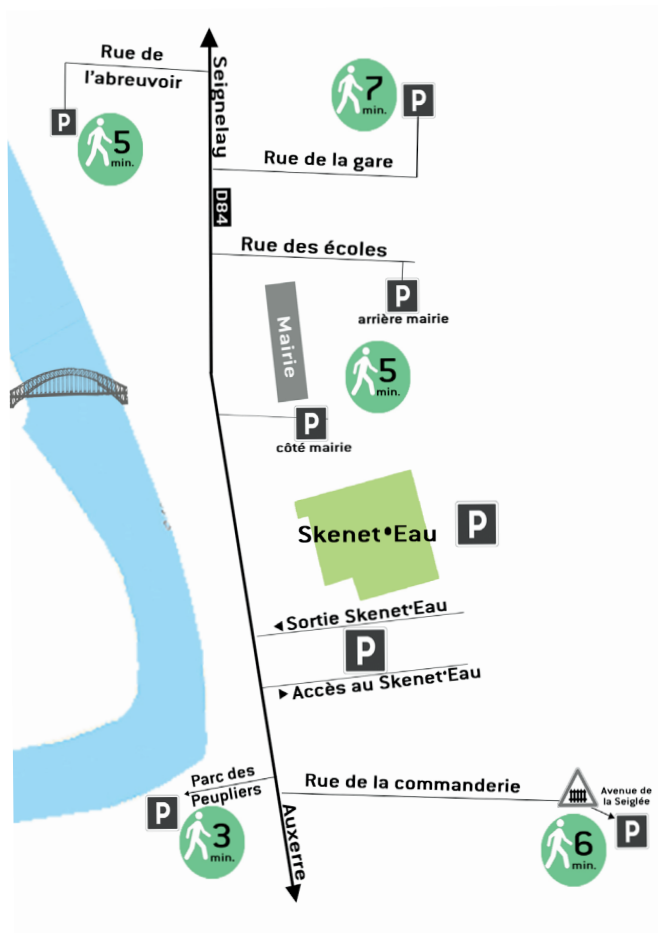 Rue de
l'abreuvoir
P
5
min.
Seignelay
7
min.
P
Rue de la gare
D84
Rue des écoles
P
arrière mairie
Mairie
5
min.
P
côté mairie
Skenet•Eau
P
Sortie Skenet•Eau
P
Accès au Skenet•Eau
Parc des
Peupliers
P
3
min.
Auxerre
Rue de la commanderie
Avenue de
la Seiglée
P
6
min.